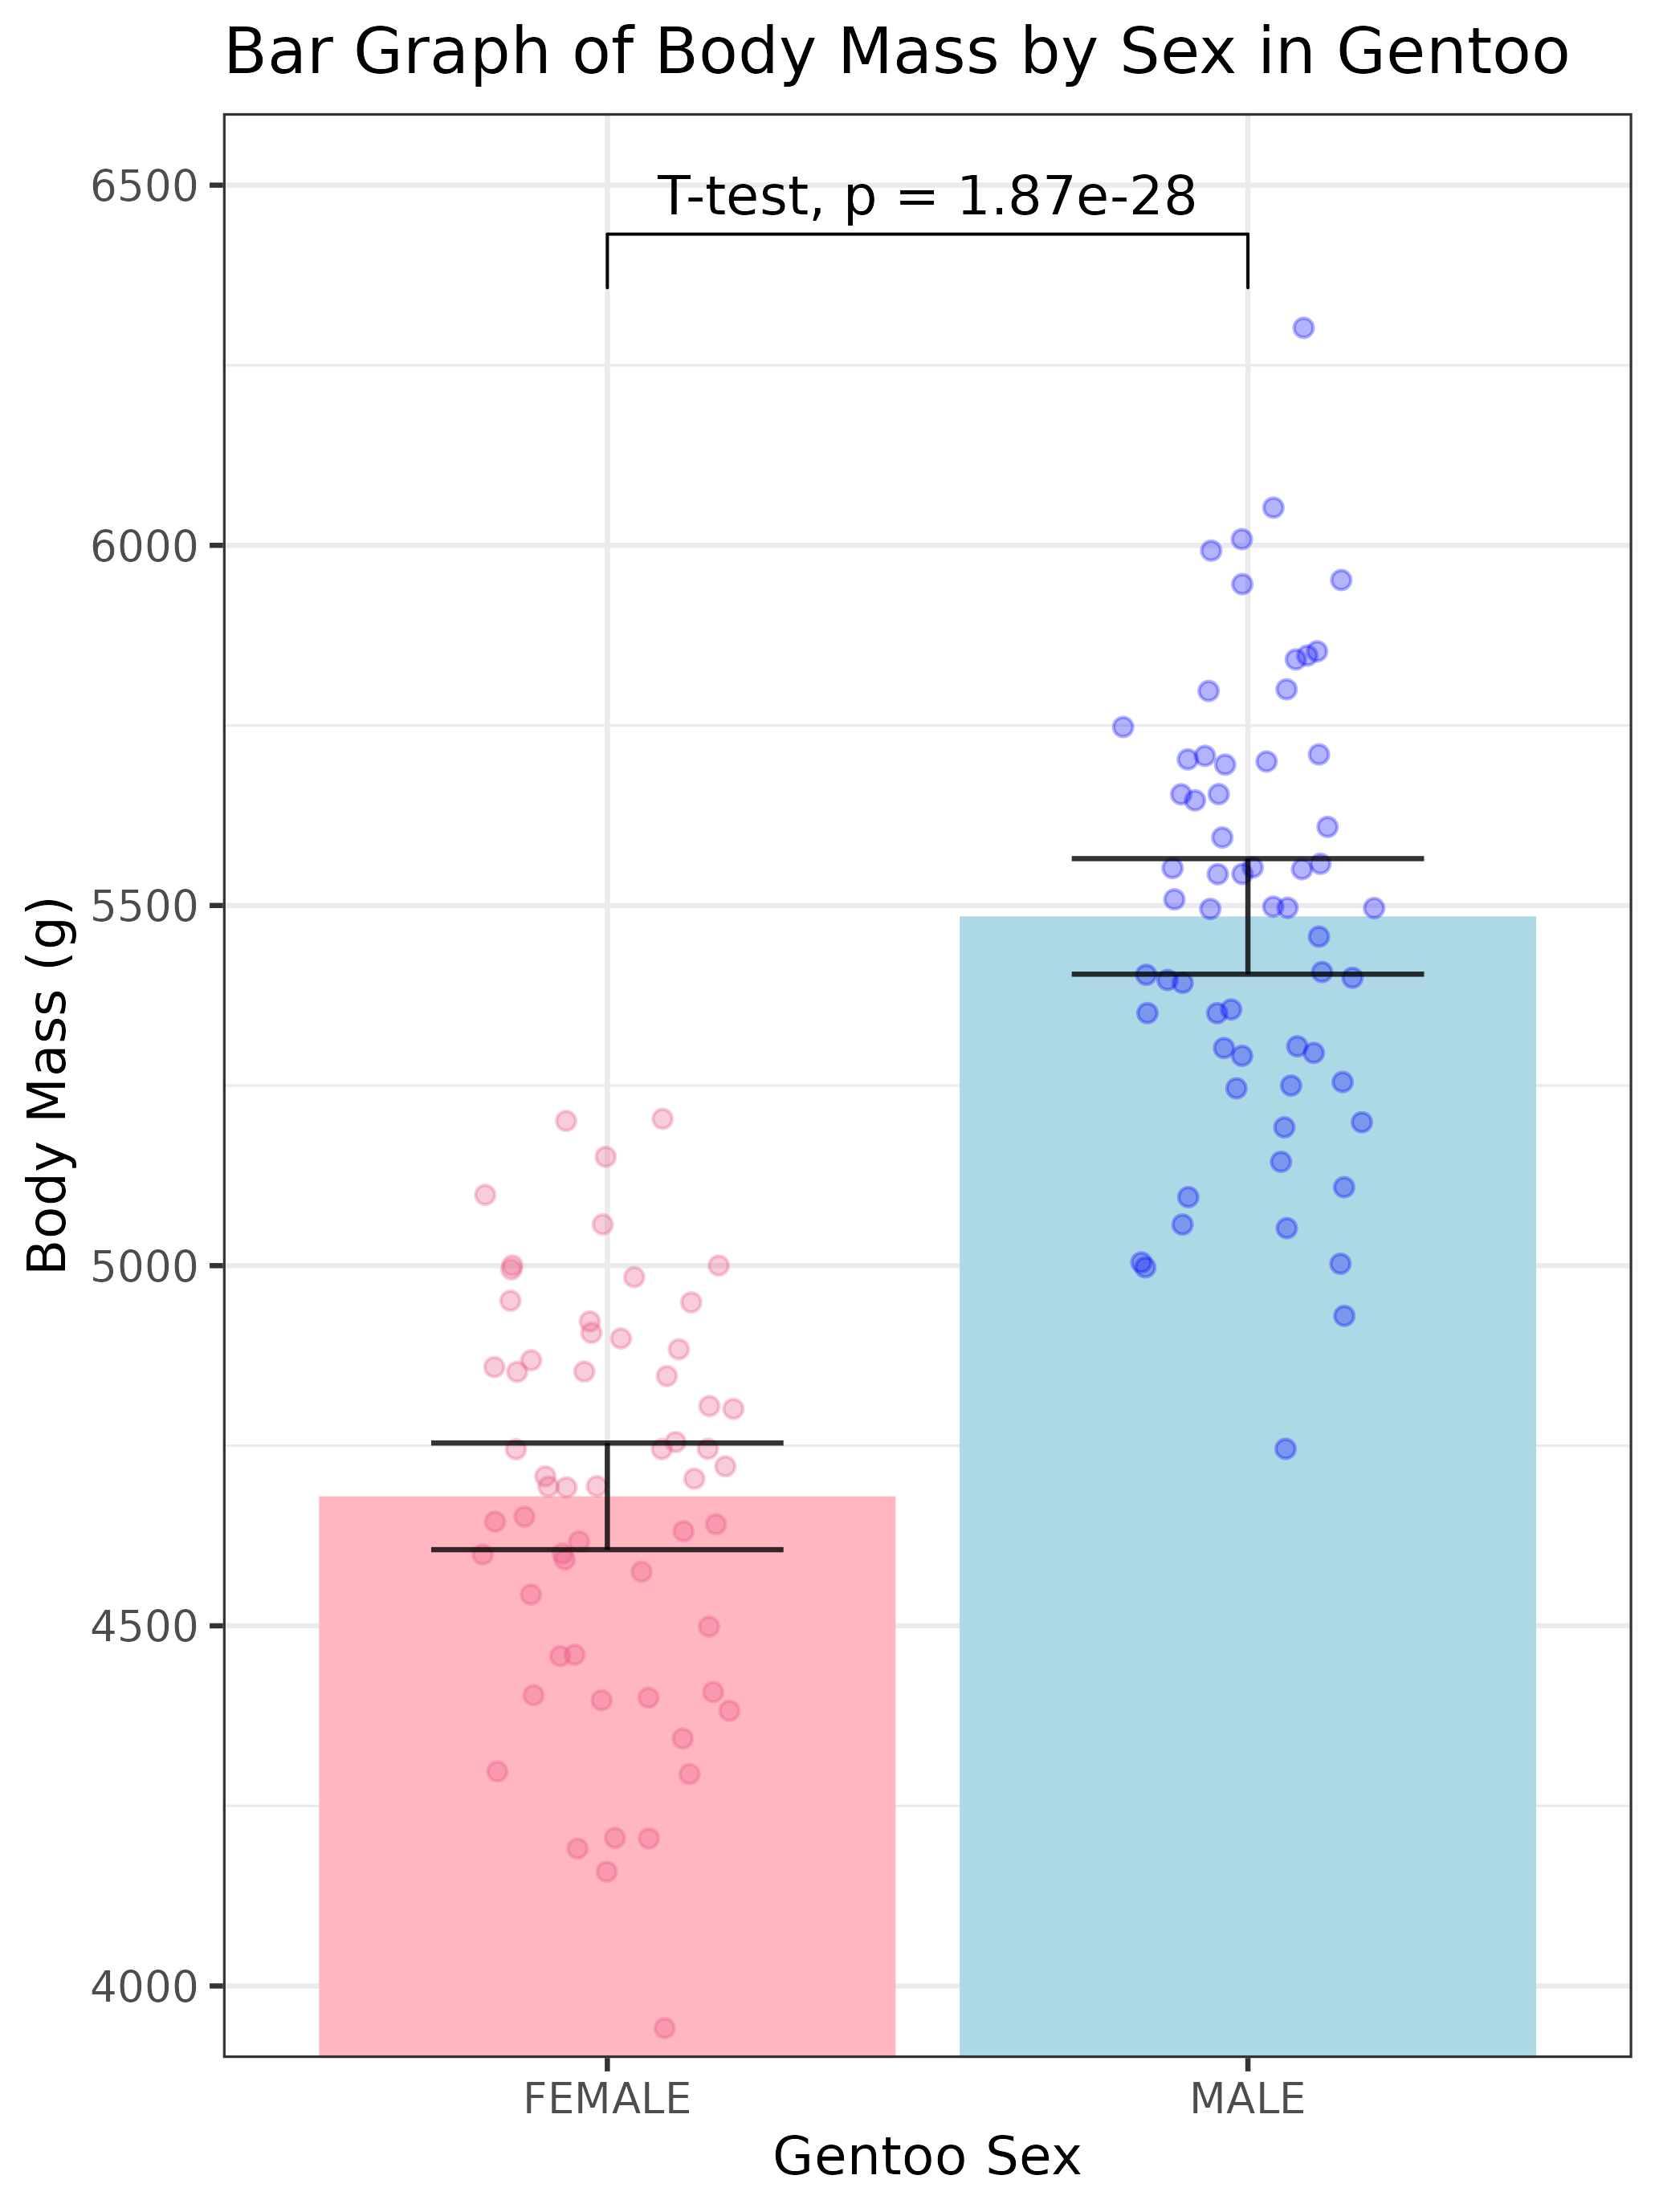 Bar Graph of Body Mass by Sex in Gentoo
T-test, p = 1.87e-28
6500
6000
5500
5000
4500
4000
Body Mass (g)
FEMALE
MALE
Gentoo Sex